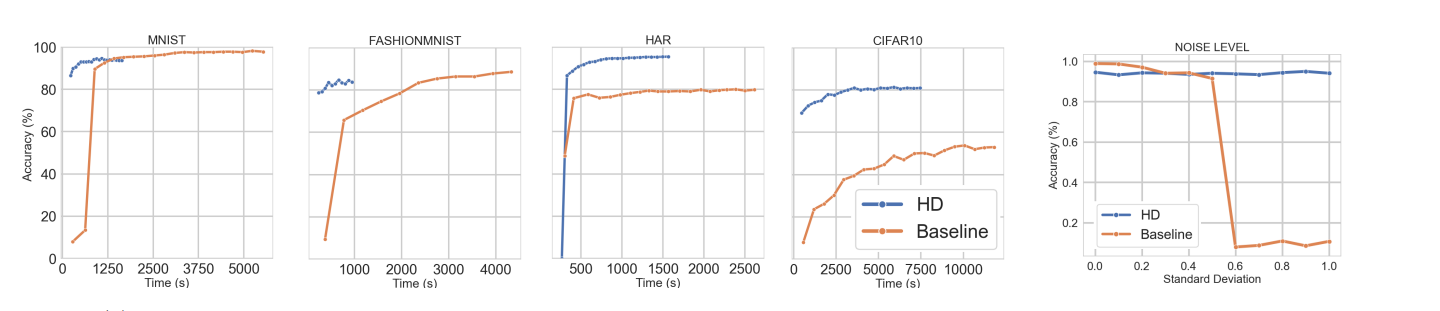 MNIST
FASHIONMNIST
HAR
CIFAR10
NOISE LEVEL
Accuracy (%)
100
80
60
40
20
0
0 1250 2500 3750 5000
Time (s)
1000 2000 3000 4000
Time (s)
500 1000 1500 2000 2500
Time (s)
HD
Baseline
0 2500 5000 7500 10000
Time (s)
Accuracy (%)
1.0
0.8
0.6
0.4
0.2
HD
Baseline
0.0 0.2 0.4 0.6 0.8 1.0
Standard Deviation